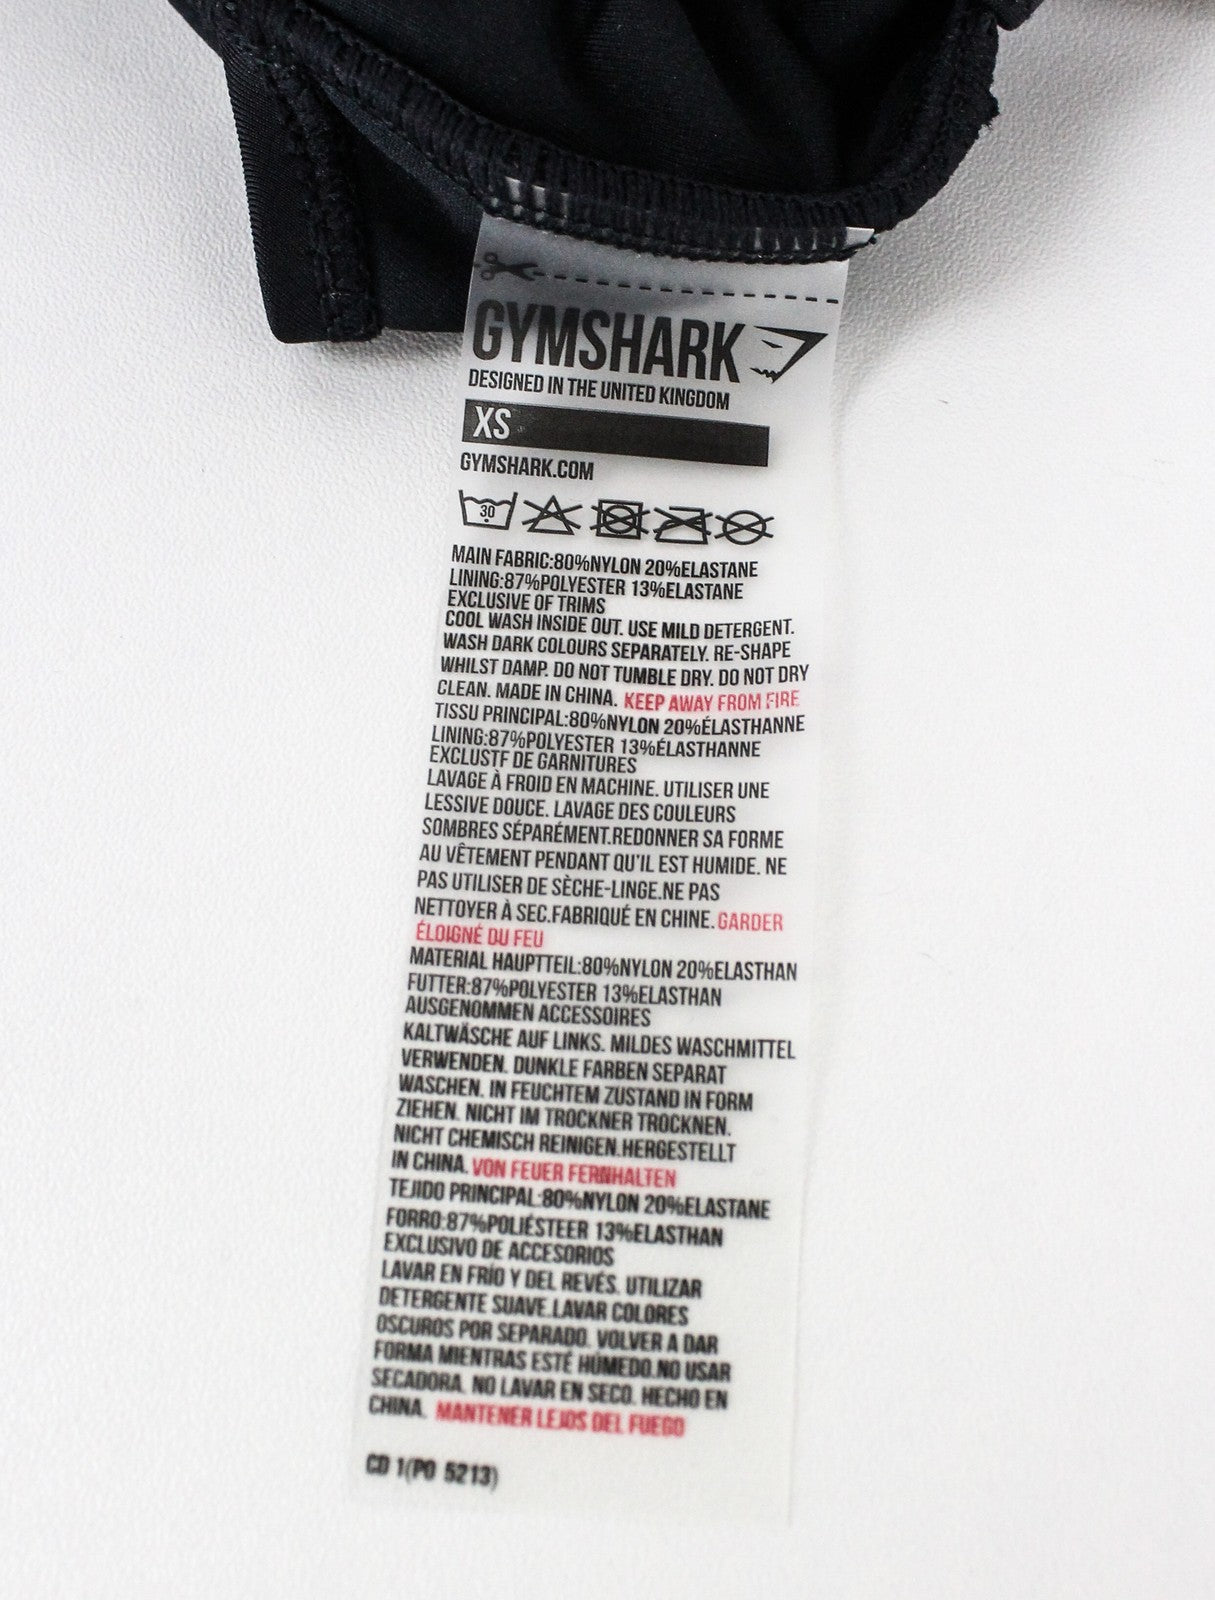 GYMSHARK
DESIGNED IN THE UNITED KINGDOM
XS
GYMSHARK.COM
30
MAIN FABRIC:80%NYLON 20%ELASTANE
LINING:87%POLYESTER 13%ELASTANE
EXCLUSIVE OF TRIMS
COOL WASH INSIDE OUT. USE MILD DETERGENT.
WASH DARK COLOURS SEPARATELY. RE-SHAPE
WHILST DAMP. DO NOT TUMBLE DRY. DO NOT DRY
CLEAN. MADE IN CHINA. KEEP AWAY FROM FIRE
TISSU PRINCIPAL:80%NYLON 20%ÉLASTHANNE
LINING:87%POLYESTER 13%ÉLASTHANNE
EXCLUSTF DE GARNITURES
LAVAGE À FROID EN MACHINE. UTILISER UNE
LESSIVE DOUCE. LAVAGE DES COULEURS
SOMBRES SÉPARÉMENT.REDONNER SA FORME
AU VÊTEMENT PENDANT QU'IL EST HUMIDE. NE
PAS UTILISER DE SÈCHE-LINGE.NE PAS
NETTOYER À SEC.FABRIQUÉ EN CHINE. GARDER
ÉLOIGNÉ DU FEU
MATERIAL HAUPTTEIL:80%NYLON 20%ELASTHAN
FUTTER:87%POLYESTER 13%ELASTHAN
AUSGENOMMEN ACCESSOIRES
KALTWÄSCHE AUF LINKS. MILDES WASCHMITTEL
VERWENDEN. DUNKLE FARBEN SEPARAT
WASCHEN. IN FEUCHTEM ZUSTAND IN FORM
ZIEHEN. NICHT IM TROCKNER TROCKNEN.
NICHT CHEMISCH REINIGEN.HERGESTELLT
IN CHINA. VON FEUER FERNHALTEN
TEJIDO PRINCIPAL:80%NYLON 20%ELASTANE
FORRO:87%POLIÉSTEER 13%ELASTHAN
EXCLUSIVO DE ACCESORIOS
LAVAR EN FRÍO Y DEL REVÉS. UTILIZAR
DETERGENTE SUAVE.LAVAR COLORES
OSCUROS POR SEPARADO. VOLVER A DAR
FORMA MIENTRAS ESTÉ HÚMEDO.NO USAR
SECADORA. NO LAVAR EN SECO. HECHO EN
CHINA. MANTENER LEJOS DEL FUEGO
CD 1(PO 5213)